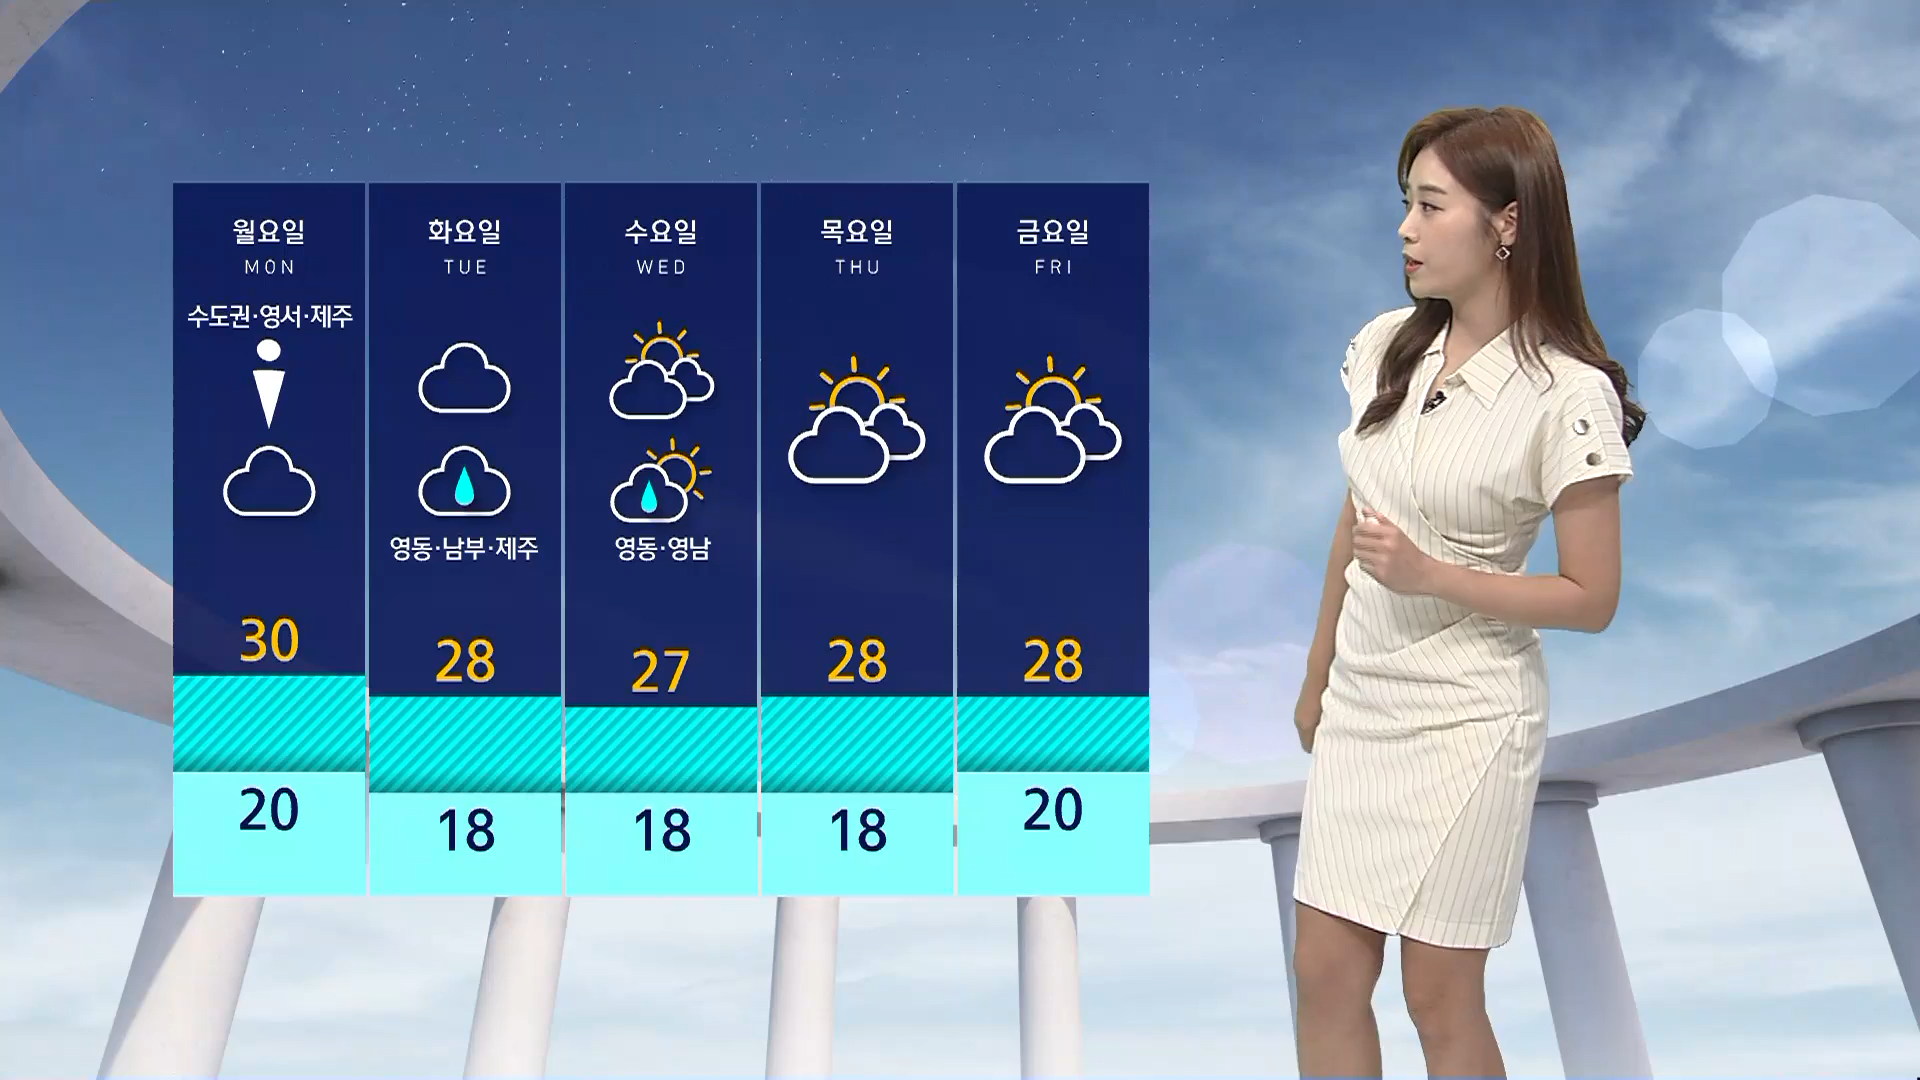 월요일
MON
수도권·영서·제주
30
20
화요일
TUE
영동·남부·제주
28
18
수요일
WED
영동·영남
27
18
목요일
THU
28
18
금요일
FRI
28
20